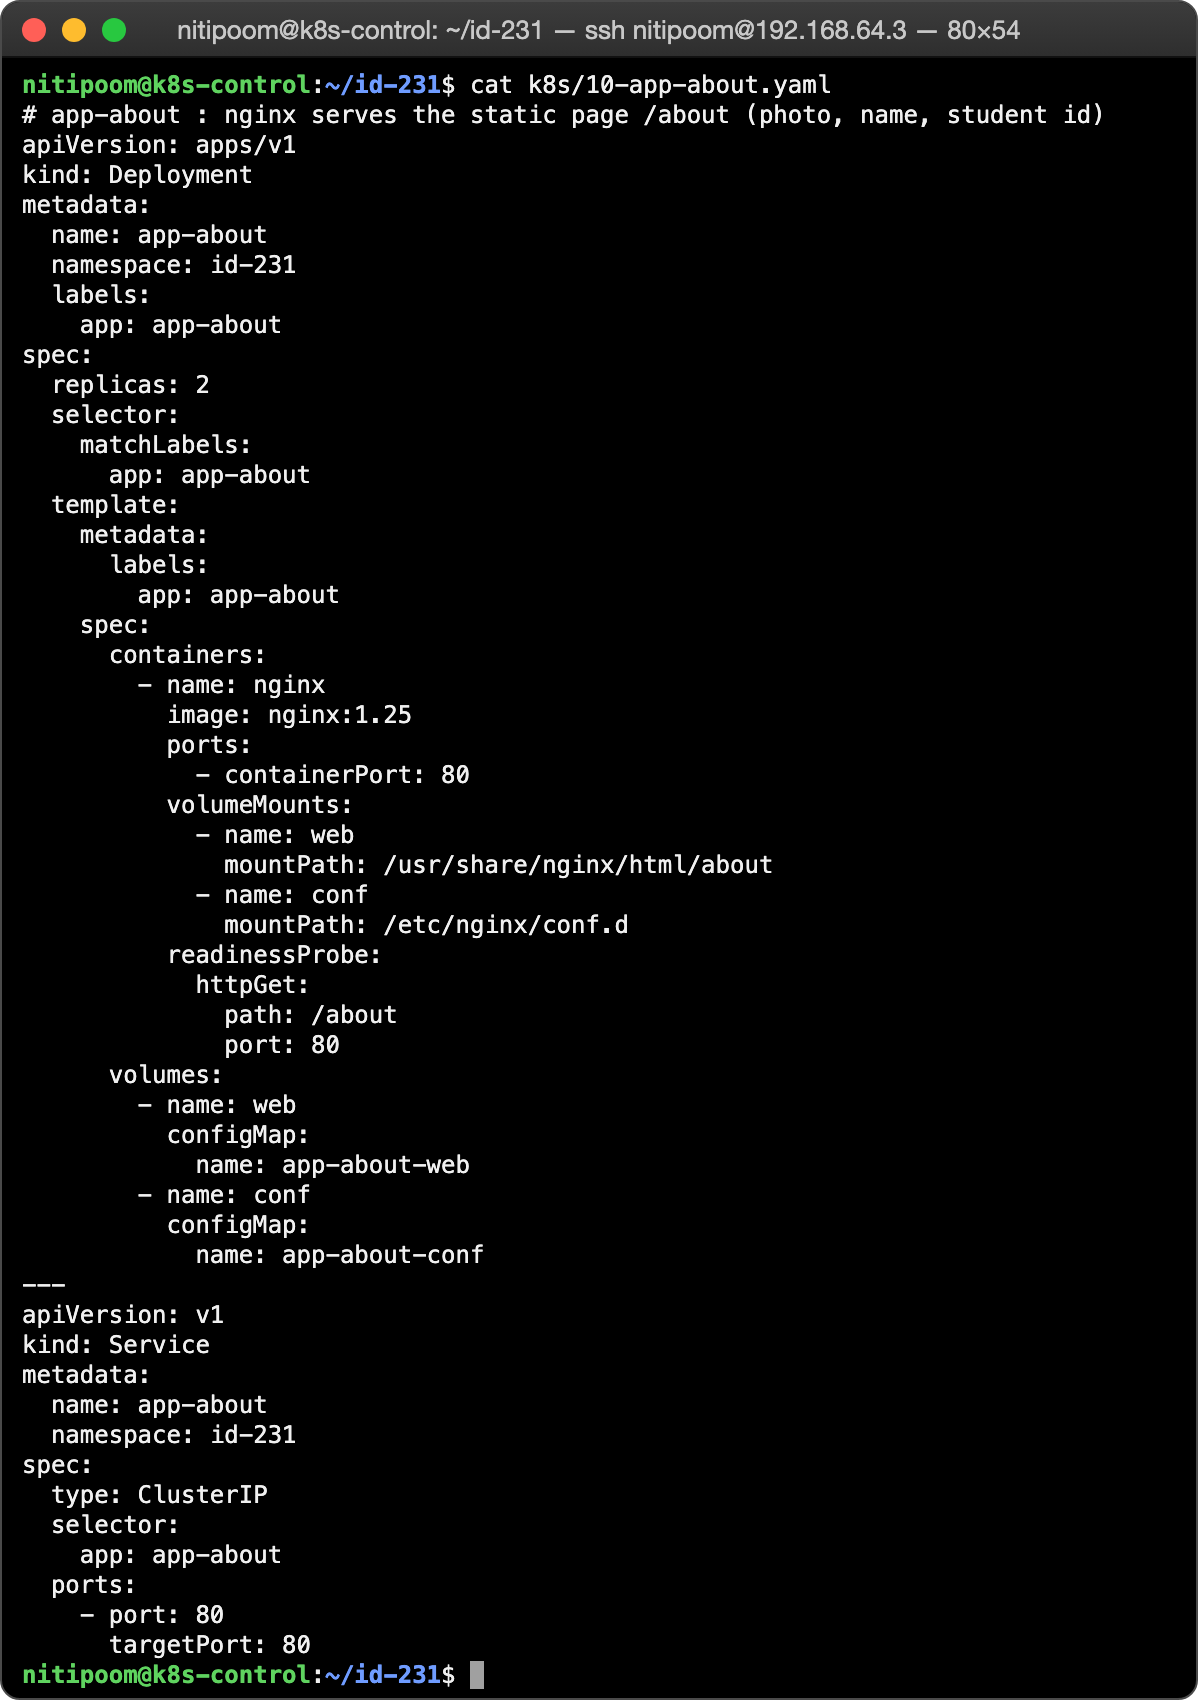 nitipoom@k8s-control: ~/id-231 — ssh nitipoom@192.168.64.3 — 80×54
nitipoom@k8s-control:~/id-231$ cat k8s/10-app-about.yaml
# app-about : nginx serves the static page /about (photo, name, student id)
apiVersion: apps/v1
kind: Deployment
metadata:
  name: app-about
  namespace: id-231
  labels:
    app: app-about
spec:
  replicas: 2
  selector:
    matchLabels:
      app: app-about
  template:
    metadata:
      labels:
        app: app-about
    spec:
      containers:
        - name: nginx
          image: nginx:1.25
          ports:
            - containerPort: 80
          volumeMounts:
            - name: web
              mountPath: /usr/share/nginx/html/about
            - name: conf
              mountPath: /etc/nginx/conf.d
          readinessProbe:
            httpGet:
              path: /about
              port: 80
      volumes:
        - name: web
          configMap:
            name: app-about-web
        - name: conf
          configMap:
            name: app-about-conf
---
apiVersion: v1
kind: Service
metadata:
  name: app-about
  namespace: id-231
spec:
  type: ClusterIP
  selector:
    app: app-about
  ports:
    - port: 80
      targetPort: 80
nitipoom@k8s-control:~/id-231$